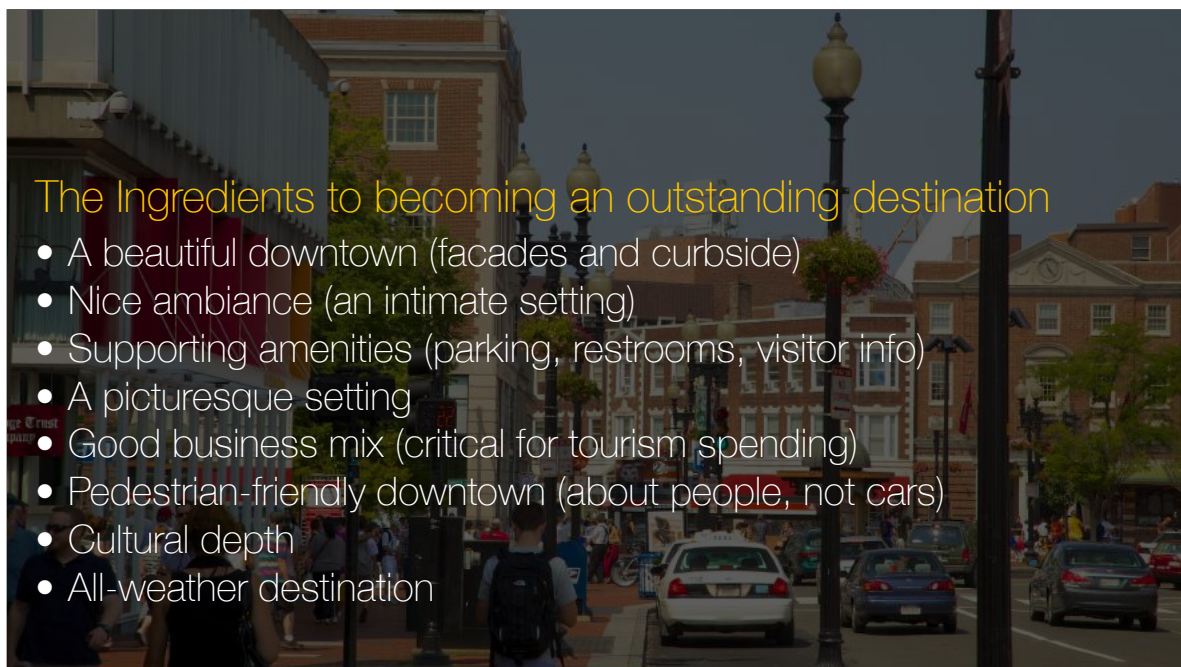 The Ingredients to becoming an outstanding destination
• A beautiful downtown (facades and curbside)
• Nice ambiance (an intimate setting)
• Supporting amenities (parking, restrooms, visitor info)
• A picturesque setting
• Good business mix (critical for tourism spending)
• Pedestrian-friendly downtown (about people, not cars)
• Cultural depth
• All-weather destination